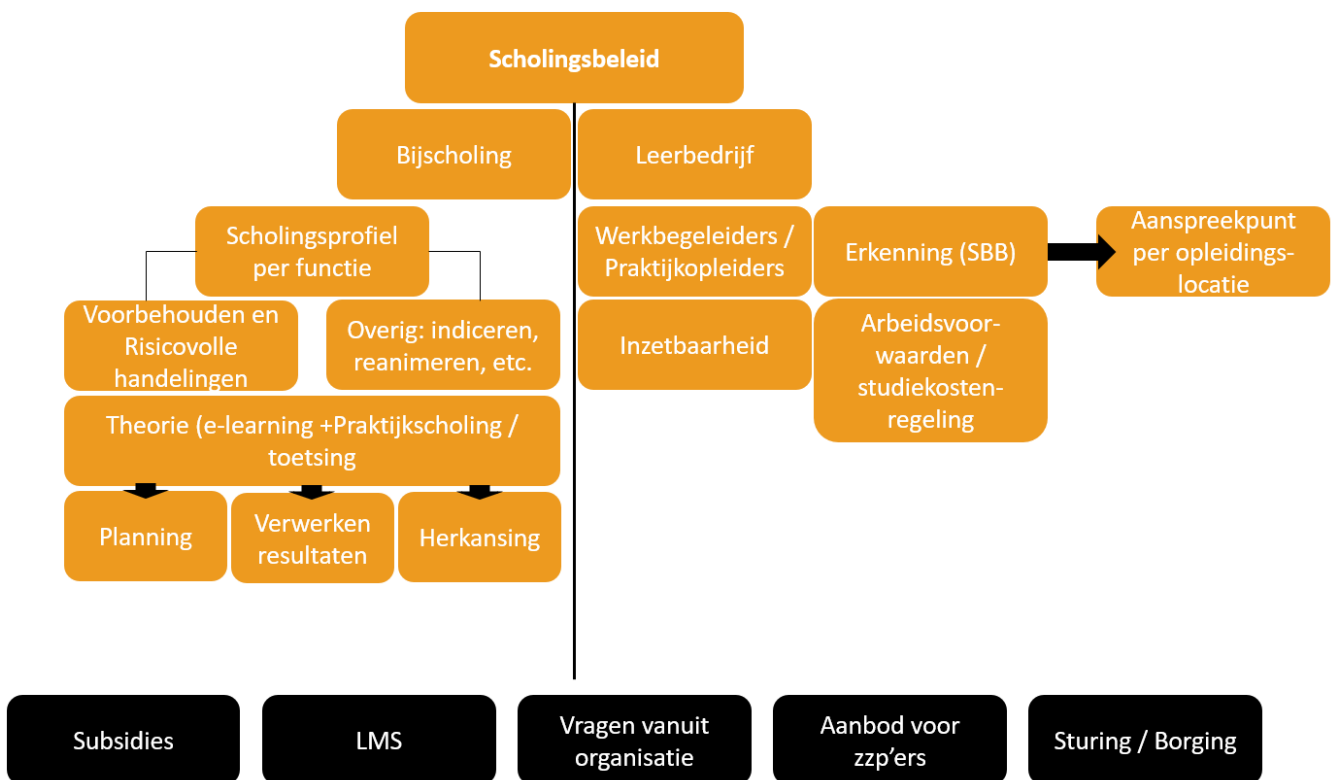 Scholingsbeleid
Bijscholing
Leerbedrijf
Scholingsprofiel
per functie
Werkbegeleiders /
Praktijkopleiders
Erkenning (SBB)
Aanspreekpunt
per opleidings-
locatie
Voorbehouden en
Risicovolle
handelingen
Overig: indiceren,
reanimeren, etc.
Inzetbaarheid
Arbeidsvoor-
waarden /
studiekosten-
regeling
Theorie (e-learning +Praktijkscholing /
toetsing
Planning
Verwerken
resultaten
Herkansing
Subsidies
LMS
Vragen vanuit
organisatie
Aanbod voor
zzp'ers
Sturing / Borging